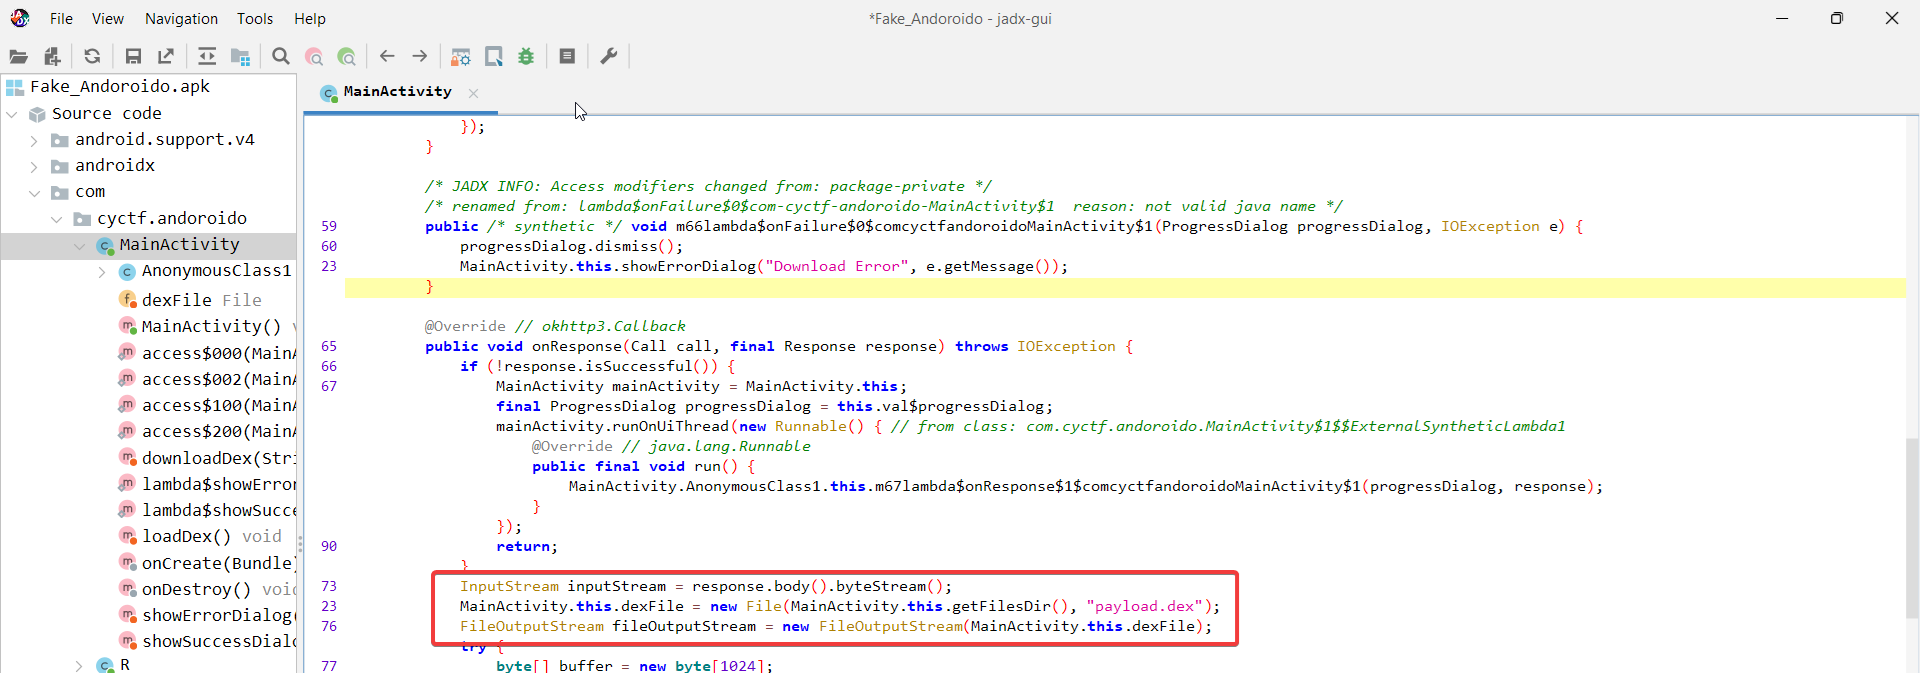 File View Navigation Tools Help
*Fake_Andoroido - jadx-gui
Fake_Andoroido.apk
Source code
android.support.v4
androidx
com
cyctf.andoroido
MainActivity
AnonymousClass1
dexFile File
MainActivity()
access$000(MainA
access$002(MainA
access$100(MainA
access$200(MainA
downloadDex(Stri
lambda$showError
lambda$showSucce
loadDex() void
onCreate(Bundle)
onDestroy() void
showErrorDialog(
showSuccessDialo
R
MainActivity
});
}
/* JADX INFO: Access modifiers changed from: package-private */
/* renamed from: lambda$onFailure$0$com-cyctf-andoroido-MainActivity$1  reason: not valid java name */
59 public /* synthetic */ void m66lambda$onFailure$0$comcyctfandoroidoMainActivity$1(ProgressDialog progressDialog, IOException e) {
60 progressDialog.dismiss();
23 MainActivity.this.showErrorDialog("Download Error", e.getMessage());
}
@Override // okhttp3.Callback
65 public void onResponse(Call call, final Response response) throws IOException {
66 if (!response.isSuccessful()) {
67 MainActivity mainActivity = MainActivity.this;
final ProgressDialog progressDialog = this.val$progressDialog;
mainActivity.runOnUiThread(new Runnable() { // from class: com.cyctf.andoroido.MainActivity$1$$ExternalSyntheticLambda1
@Override // java.lang.Runnable
public final void run() {
MainActivity.AnonymousClass1.this.m67lambda$onResponse$1$comcyctfandoroidoMainActivity$1(progressDialog, response);
}
});
90 return;
}
73 InputStream inputStream = response.body().byteStream();
23 MainActivity.this.dexFile = new File(MainActivity.this.getFilesDir(), "payload.dex");
76 FileOutputStream fileOutputStream = new FileOutputStream(MainActivity.this.dexFile);
try {
77 byte[] buffer = new byte[1024];